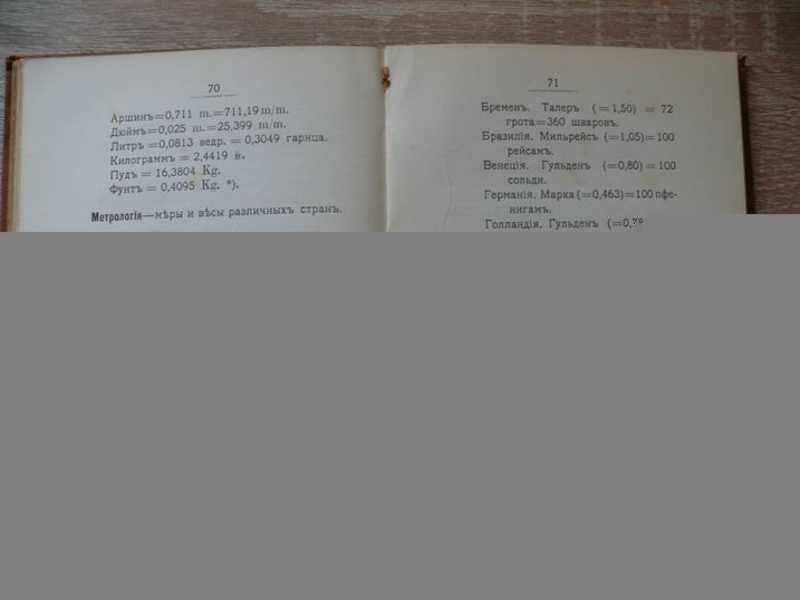 70
Аршинъ=0,711 m.=711,19 m/m.
Дюймъ=0,025 m.=25,399 m/m.
Литръ=0,0813 ведр. = 0,3049 гарнца.
Килограммъ = 2,4419 ѳ.
Пудъ = 16,3804 Kg.
Фунтъ = 0,4095 Kg. *).
Метрологія—мѣры и вѣсы различныхъ странъ.
71
Бременъ. Талеръ (=1,50) = 72
грота=360 шваровъ.
Бразилія. Мильрейсъ (=1,05)=100
рейсамъ.
Венеція. Гульденъ (=0,80)=100
сольди.
Германія. Марка (=0,463)=100 пфе-
нигамъ.
Голландія. Гульденъ